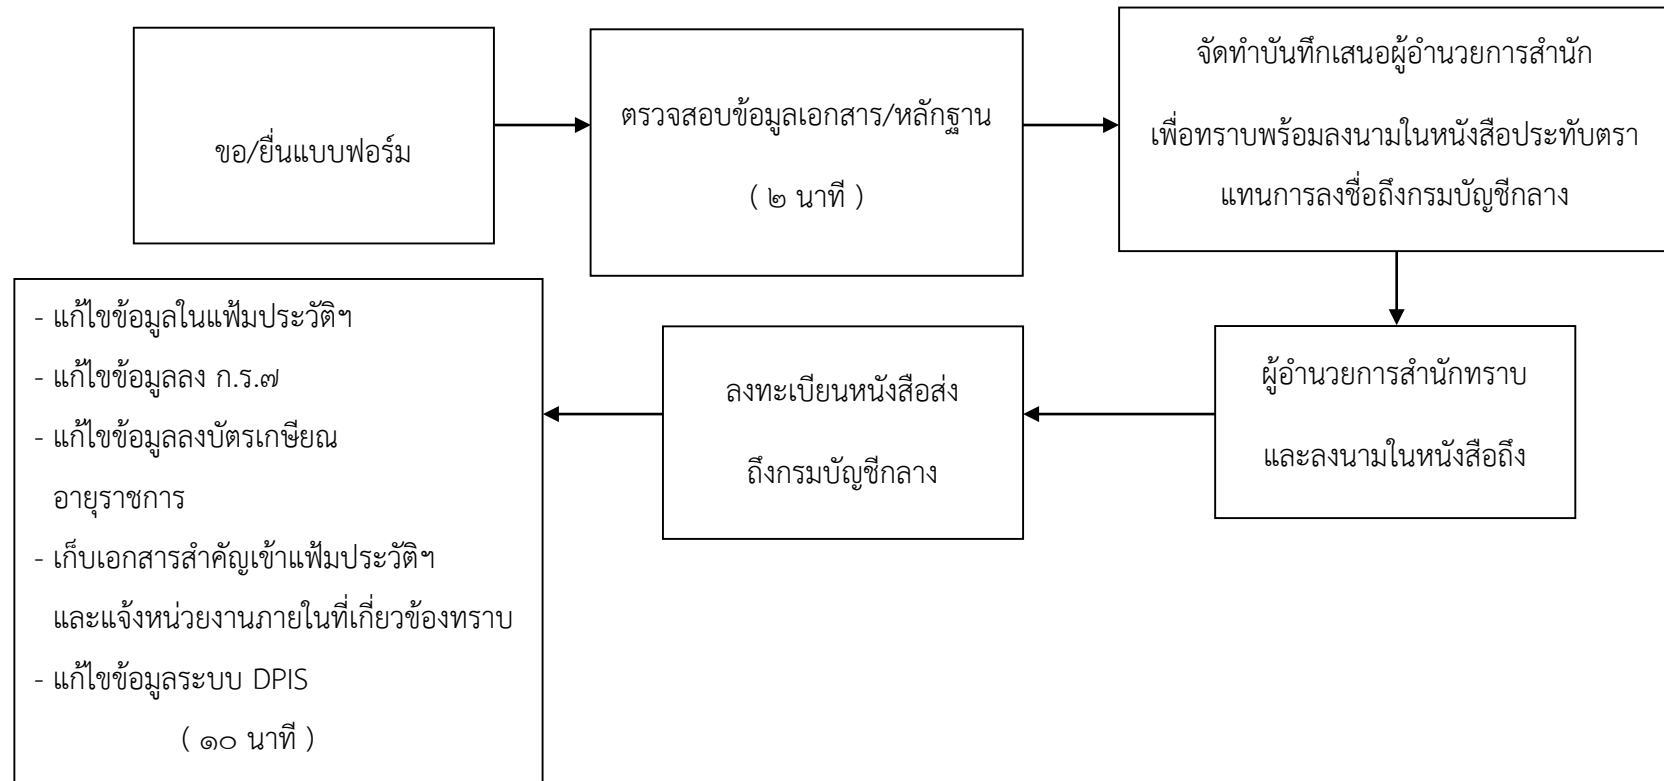 ขอ/ยื่นแบบฟอร์ม
ตรวจสอบข้อมูลเอกสาร/หลักฐาน
( ๒ นาที )
จัดทำบันทึกเสนอผู้อำนวยการสำนัก
เพื่อทราบพร้อมลงนามในหนังสือประทับตรา
แทนการลงชื่อถึงกรมบัญชีกลาง
ผู้อำนวยการสำนักทราบ
และลงนามในหนังสือถึง
ลงทะเบียนหนังสือส่ง
ถึงกรมบัญชีกลาง
- แก้ไขข้อมูลในแฟ้มประวัติฯ
- แก้ไขข้อมูลลง ก.ร.๗
- แก้ไขข้อมูลลงบัตรเกษียณ
อายุราชการ
- เก็บเอกสารสำคัญเข้าแฟ้มประวัติฯ
และแจ้งหน่วยงานภายในที่เกี่ยวข้องทราบ
- แก้ไขข้อมูลระบบ DPIS
( ๑๐ นาที )